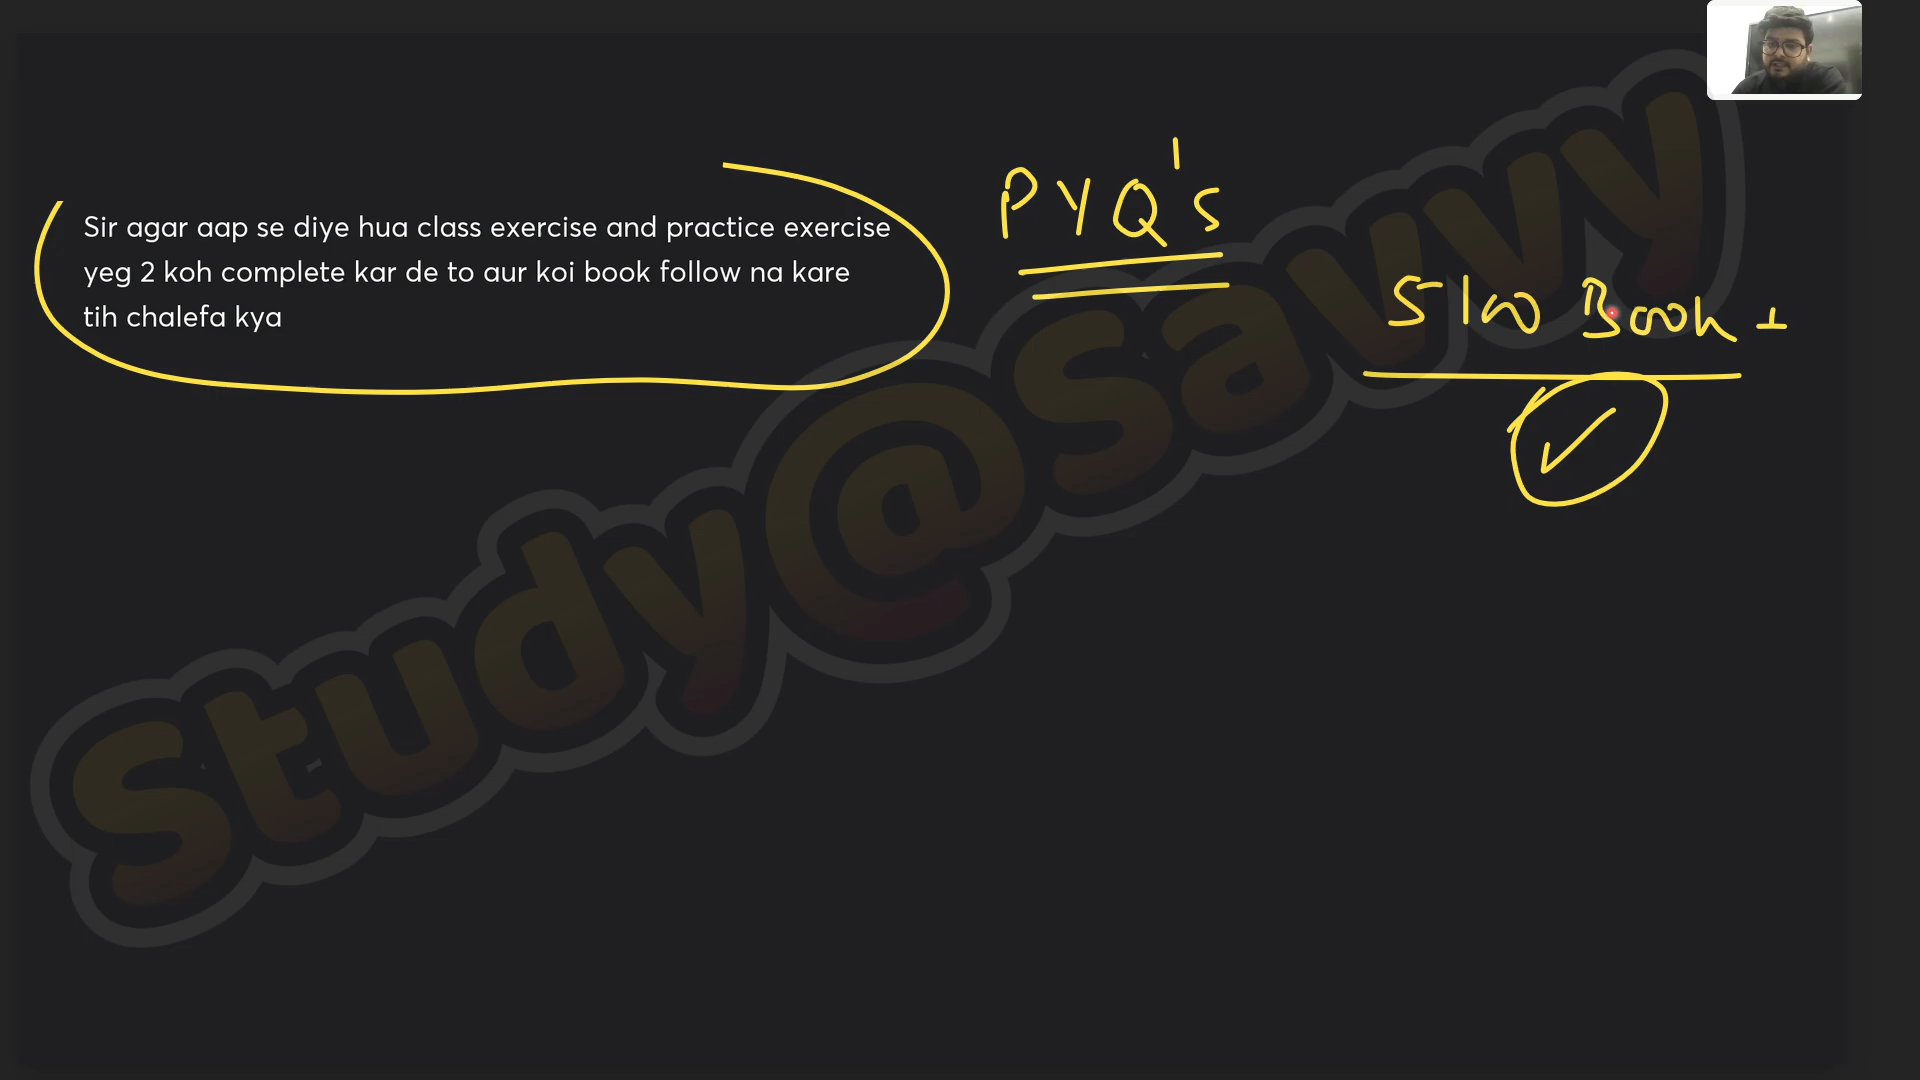 Sir agar aap se diye hua class exercise and practice exercise
yeg 2 koh complete kar de to aur koi book follow na kare
tih chalefa kya
PYQ's
5100 Book +
✓
Study@savvy